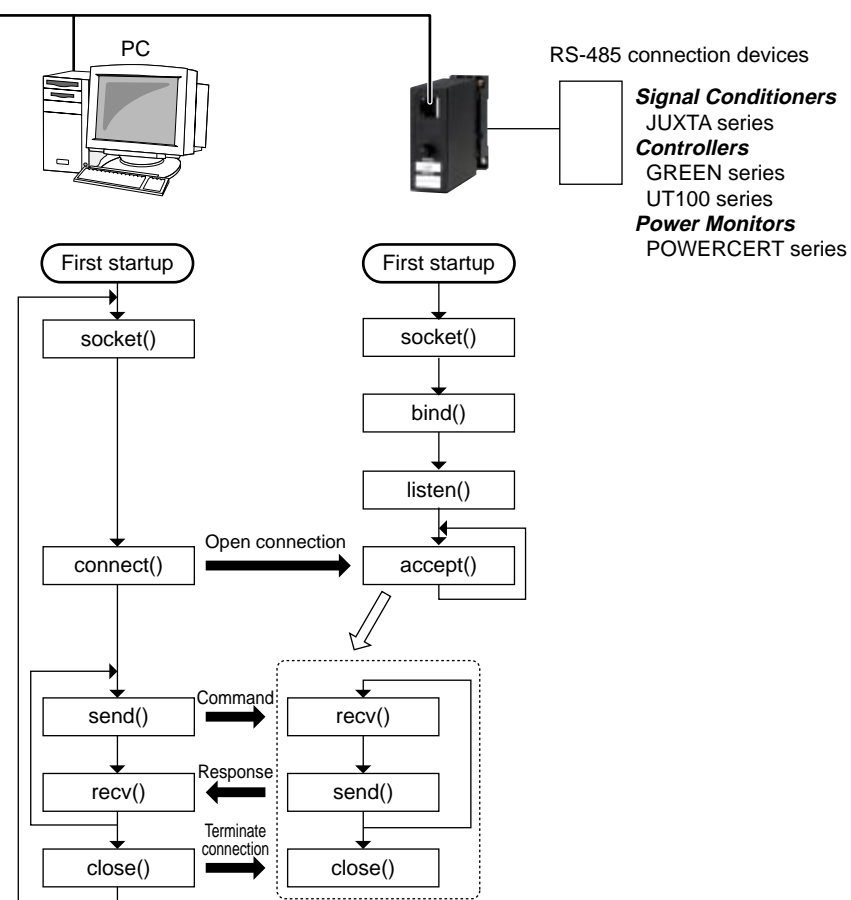 PC
RS-485 connection devices
Signal Conditioners
JUXTA series
Controllers
GREEN series
UT100 series
Power Monitors
POWERCERT series
First startup
First startup
socket()
socket()
bind()
listen()
Open connection
connect()
accept()
Command
send()
recv()
Response
recv()
send()
Terminate
connection
close()
close()